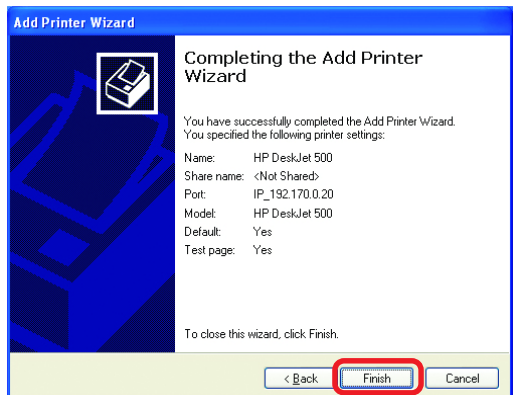 Add Printer Wizard
Completing the Add Printer
Wizard
You have successfully completed the Add Printer Wizard.
You specified the following printer settings:
Name: HP DeskJet 500
Share name: <Not Shared>
Port: IP_192.170.0.20
Model: HP DeskJet 500
Default: Yes
Test page: Yes
To close this wizard, click Finish.
< Back Finish Cancel